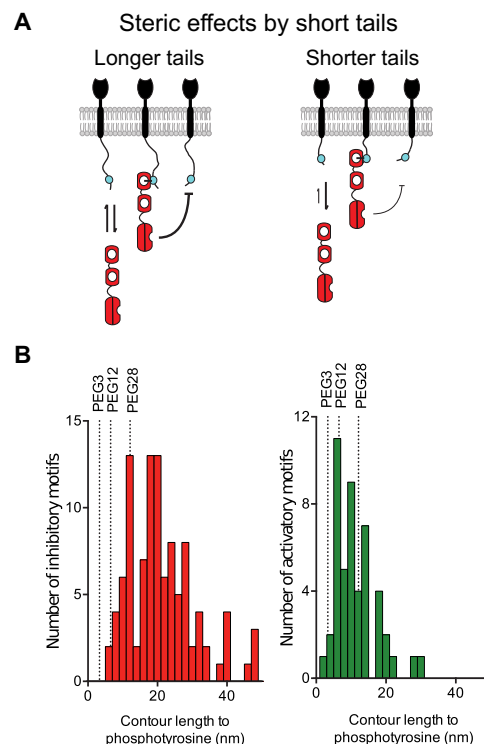 A
Steric effects by short tails
Longer tails
Shorter tails
B
PEG3
PEG12
PEG28
15
10
5
0
Number of inhibitory motifs
0
20
40
Contour length to
phosphotyrosine (nm)
PEG3
PEG12
PEG28
12
8
4
0
Number of activatory motifs
0
20
40
Contour length to
phosphotyrosine (nm)